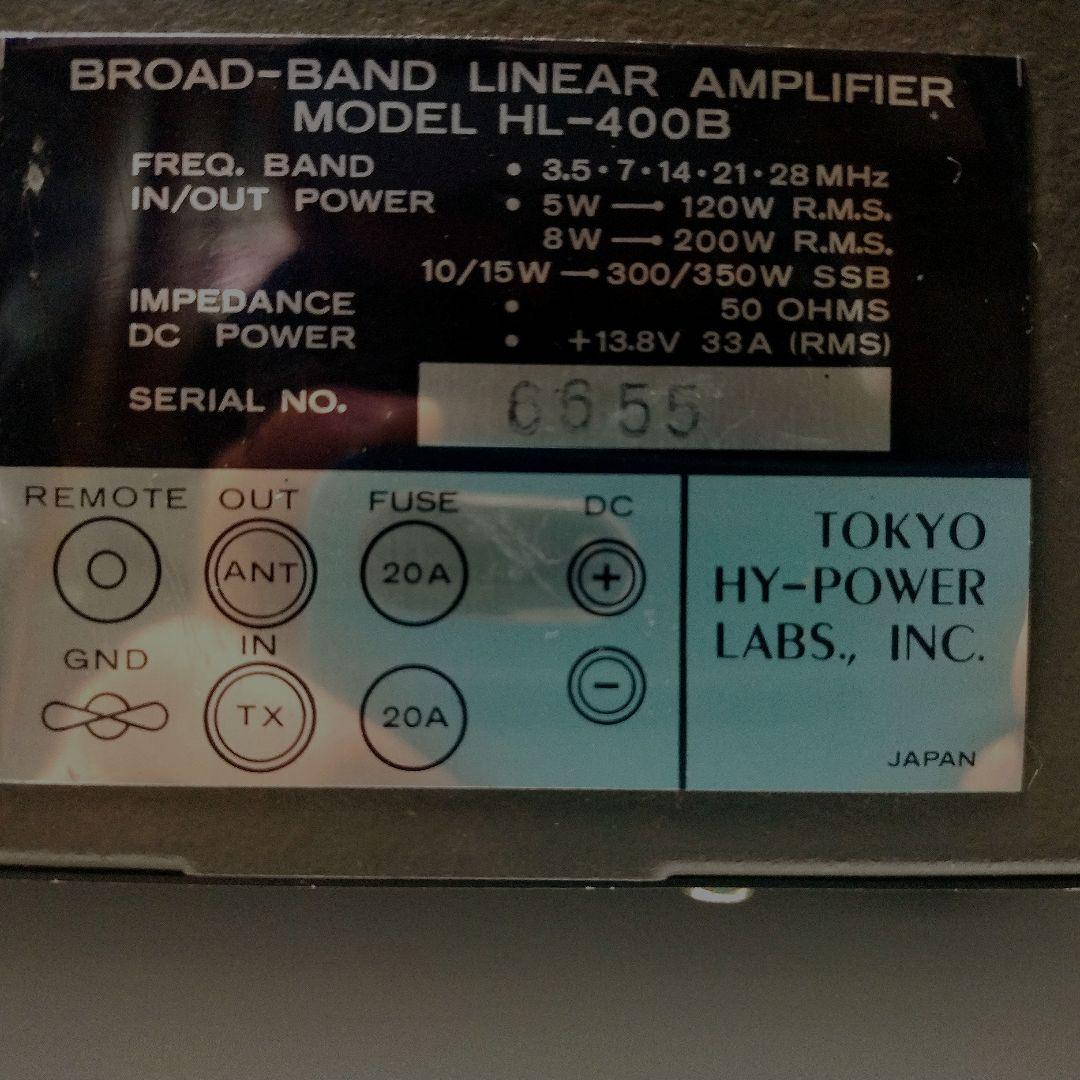 BROAD-BAND LINEAR AMPLIFIER
MODEL HL-400B
FREQ. BAND • 3.5・7・14・21・28 MHz
IN/OUT POWER • 5W → 120W R.M.S.
8W → 200W R.M.S.
10/15W → 300/350W SSB
IMPEDANCE • 50 OHMS
DC POWER • +13.8V 33A (RMS)
SERIAL NO. 6655
REMOTE OUT FUSE DC
ANT 20A +
GND IN
TX 20A −
TOKYO
HY-POWER
LABS., INC.
JAPAN